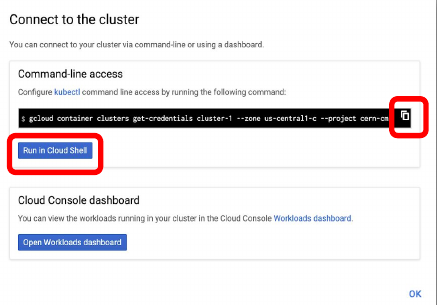 Connect to the cluster
You can connect to your cluster via command-line or using a dashboard.
Command-line access
Configure kubectl command line access by running the following command:
$ gcloud container clusters get-credentials cluster-1 --zone us-central1-c --project cern-cm
Run in Cloud Shell
Cloud Console dashboard
You can view the workloads running in your cluster in the Cloud Console Workloads dashboard.
Open Workloads dashboard
OK